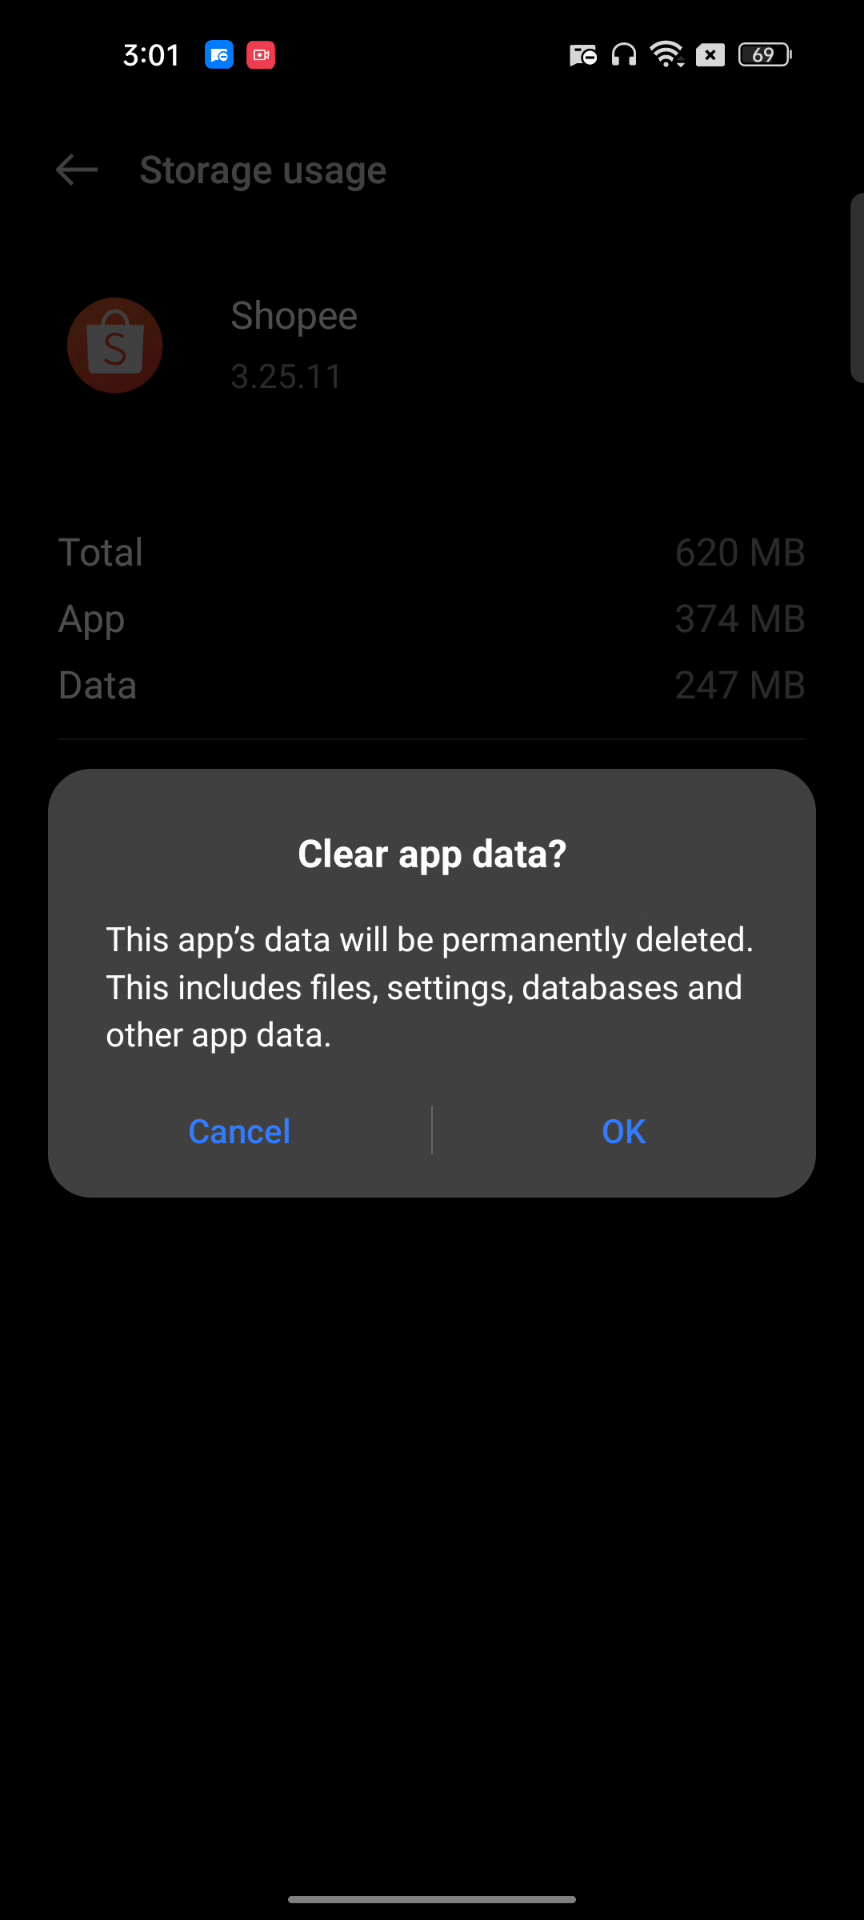 3:01
69
Storage usage
S
Shopee
3.25.11
Total 620 MB
App 374 MB
Data 247 MB
Clear app data?
This app’s data will be permanently deleted.
This includes files, settings, databases and
other app data.
Cancel OK